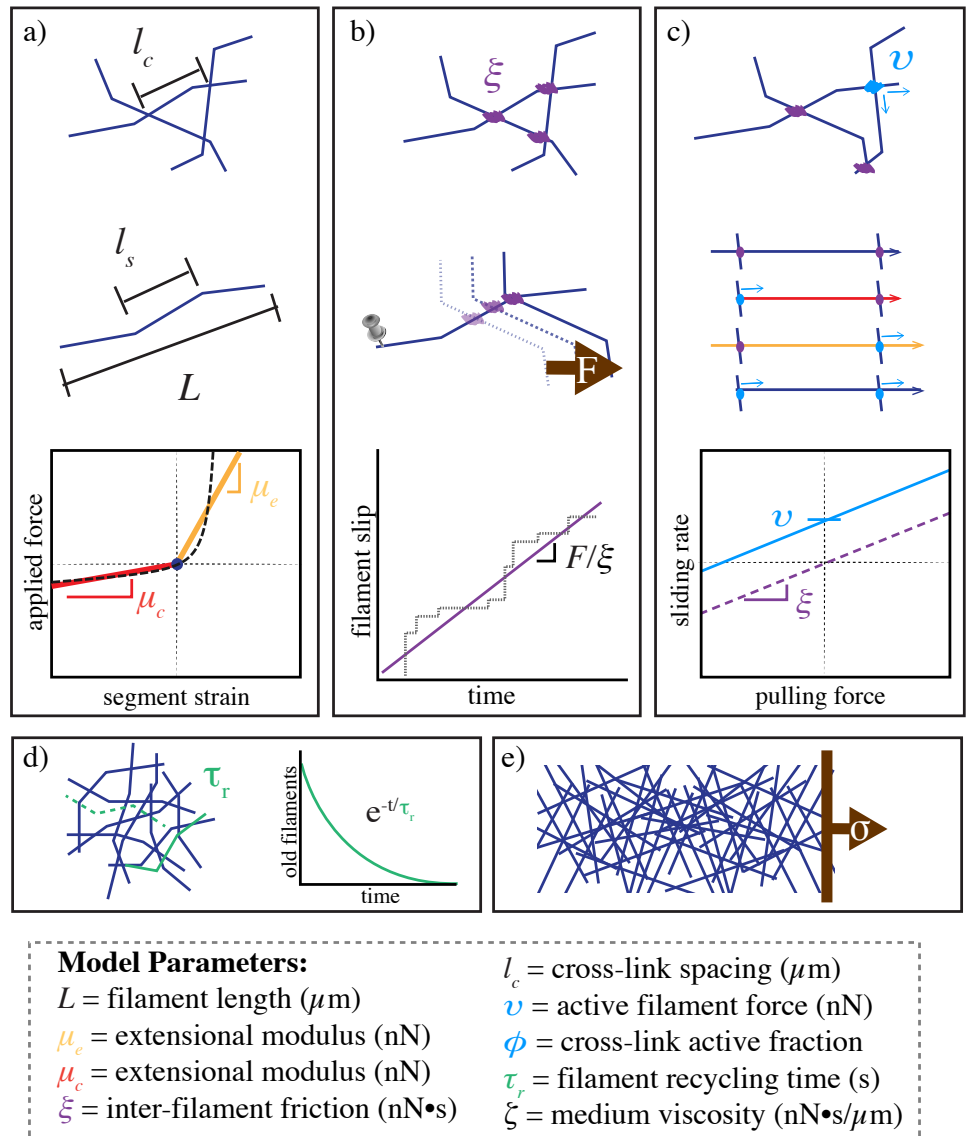 a)
l_c
l_s
L
applied force
μ_e
μ_c
segment strain
b)
ξ
F
filament slip
F/ξ
time
c)
υ
sliding rate
υ
ξ
pulling force
d)
τ_r
old filaments
e^{-t/τ_r}
time
e)
σ
Model Parameters:
L = filament length (μm)
μ_e = extensional modulus (nN)
μ_c = extensional modulus (nN)
ξ = inter-filament friction (nN•s)
l_c = cross-link spacing (μm)
υ = active filament force (nN)
ϕ = cross-link active fraction
τ_r = filament recycling time (s)
ζ = medium viscosity (nN•s/μm)